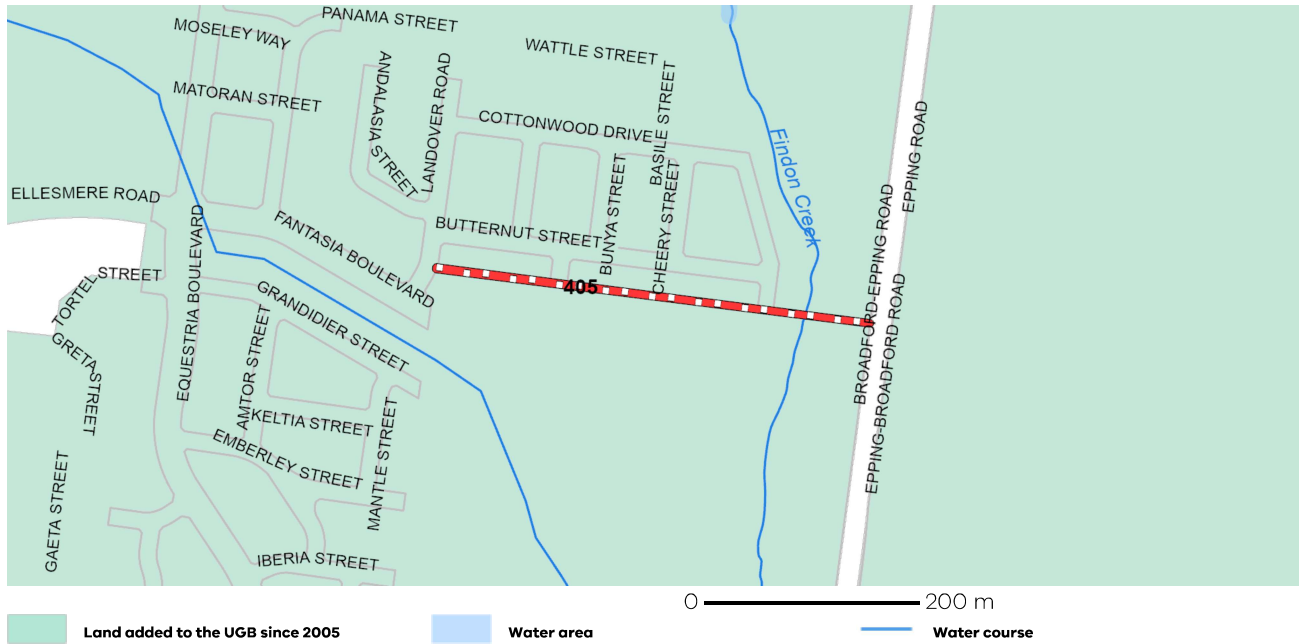 PANAMA STREET
MOSELEY WAY
WATTLE STREET
ANDALASIA STREET
LANDOVER ROAD
BASILE STREET
MATORAN STREET
COTTONWOOD DRIVE
EPPING ROAD
Findon Creek
BUNYA STREET
CHEERY STREET
ELLESMERE ROAD
BROADFORD-EPPING ROAD
EQUESTRIA BOULEVARD
FANTASIA BOULEVARD
BUTTERNUT STREET
TORTEL STREET
405
GRANDIDIER STREET
EPPING-BRADFORD ROAD
AMTOR STREET
GRETA STREET
KELTIA STREET
MANTLE STREET
EMBERLEY STREET
GAETA STREET
IBERIA STREET
0 200 m
Land added to the UGB since 2005 Water area Water course